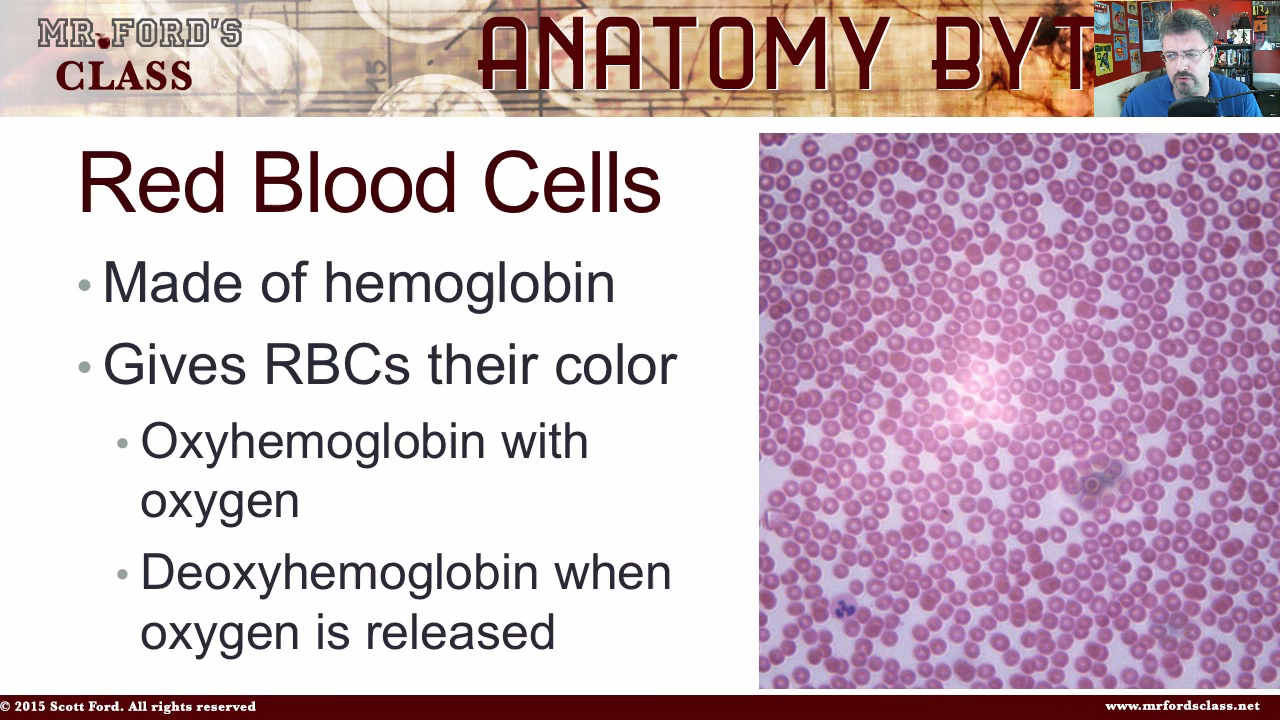 MR. FORD'S
CLASS
ANATOMY BYT
Red Blood Cells
• Made of hemoglobin
• Gives RBCs their color
• Oxyhemoglobin with
oxygen
• Deoxyhemoglobin when
oxygen is released
© 2015 Scott Ford. All rights reserved
www.mrfordsclass.net